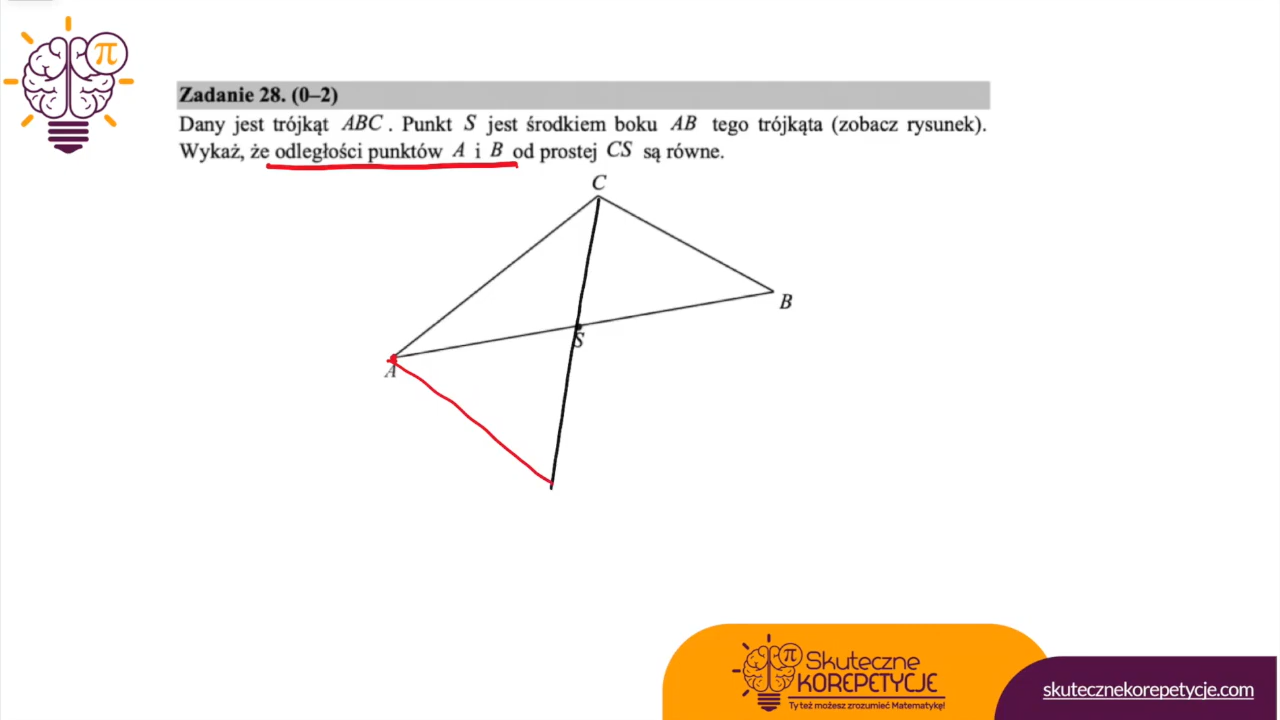 π
Zadanie 28. (0–2)
Dany jest trójkąt ABC. Punkt S jest środkiem boku AB tego trójkąta (zobacz rysunek).
Wykaż, że odległości punktów A i B od prostej CS są równe.
C
B
S
A
π
Skuteczne
KOREPETYCJE
Ty też możesz zrozumieć Matematykę!
skutecznekorepetycje.com